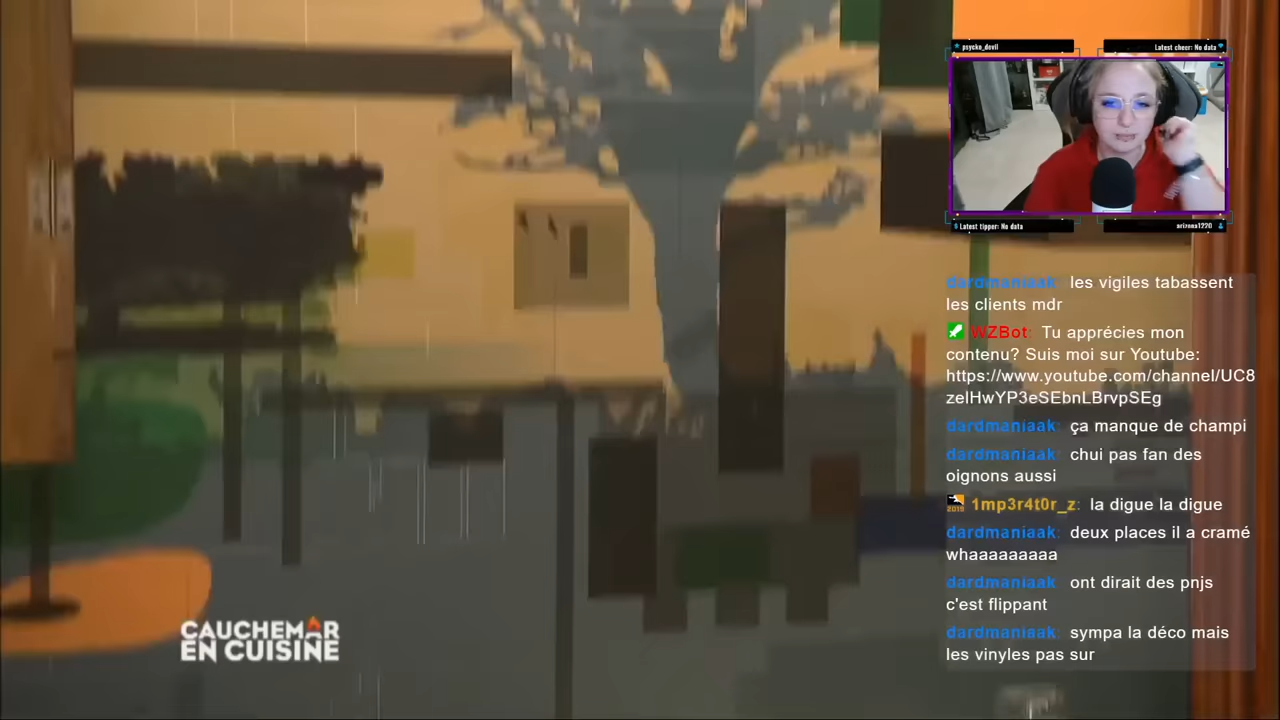 psycko_devil
Latest cheer: No data
Latest tipper: No data
arizona1220
dardmaniaak: les vigiles tabassent
les clients mdr
WZBot: Tu apprécies mon
contenu? Suis moi sur Youtube:
https://www.youtube.com/channel/UC8
zeIHwYP3eSEbnLBrvpSEg
dardmaniaak: ça manque de champi
dardmaniaak: chui pas fan des
oignons aussi
1mp3r4t0r_z: la digue la digue
dardmaniaak: deux places il a cramé
whaaaaaaaaa
dardmaniaak: ont dirait des pnjs
c'est flippant
dardmaniaak: sympa la déco mais
les vinyles pas sur
CAUCHEMAR
EN CUISINE